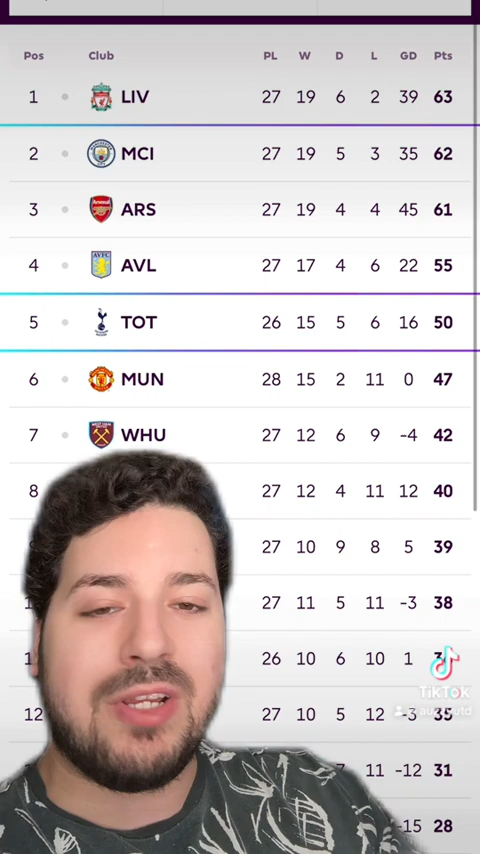 Pos Club PL W D L GD Pts
1 LIV 27 19 6 2 39 63
2 MCI 27 19 5 3 35 62
3 ARS 27 19 4 4 45 61
4 AVL 27 17 4 6 22 55
5 TOT 26 15 5 6 16 50
6 MUN 28 15 2 11 0 47
7 WHU 27 12 6 9 -4 42
8 27 12 4 11 12 40
27 10 9 8 5 39
27 11 5 11 -3 38
26 10 6 10 1
TikTok
12 27 10 5 12 -3 35
11 -12 31
-15 28